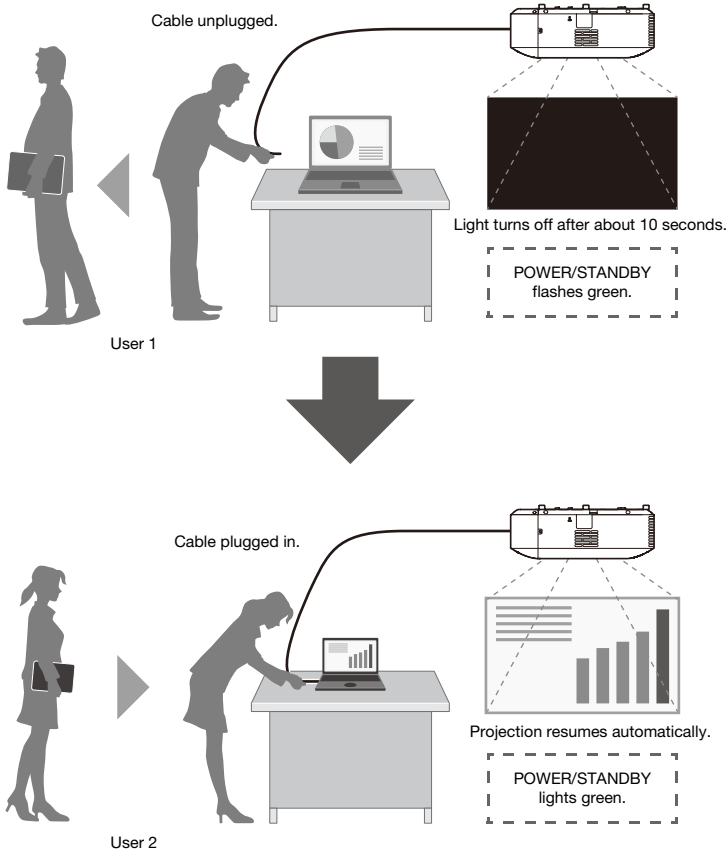 Cable unplugged.
Light turns off after about 10 seconds.
POWER/STANDBY
flashes green.
User 1
Cable plugged in.
Projection resumes automatically.
POWER/STANDBY
lights green.
User 2